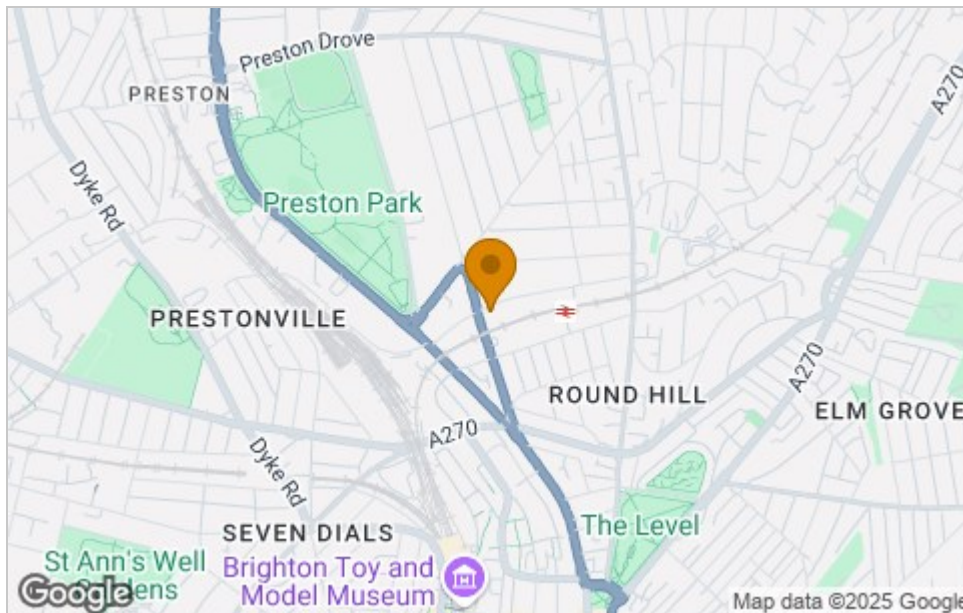 Preston Drove
PRESTON
A270
Dyke Rd
Preston Park
PRESTONVILLE
A270
ROUND HILL
ELM GROVE
A270
Dyke Rd
SEVEN DIALS
The Level
St Ann's Well
Gardens
Brighton Toy and
Model Museum
Google
Map data ©2025 Google